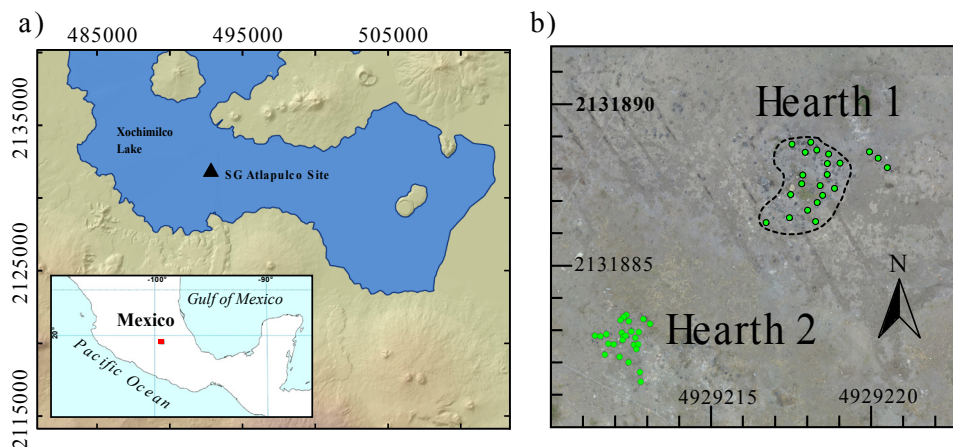 a)
485000
495000
505000
2135000
2125000
2115000
Xochimilco
Lake
SG Atlapulco Site
-100°
-90°
20°
Gulf of Mexico
Mexico
Pacific Ocean
b)
2131890
Hearth 1
2131885
N
Hearth 2
4929215
4929220